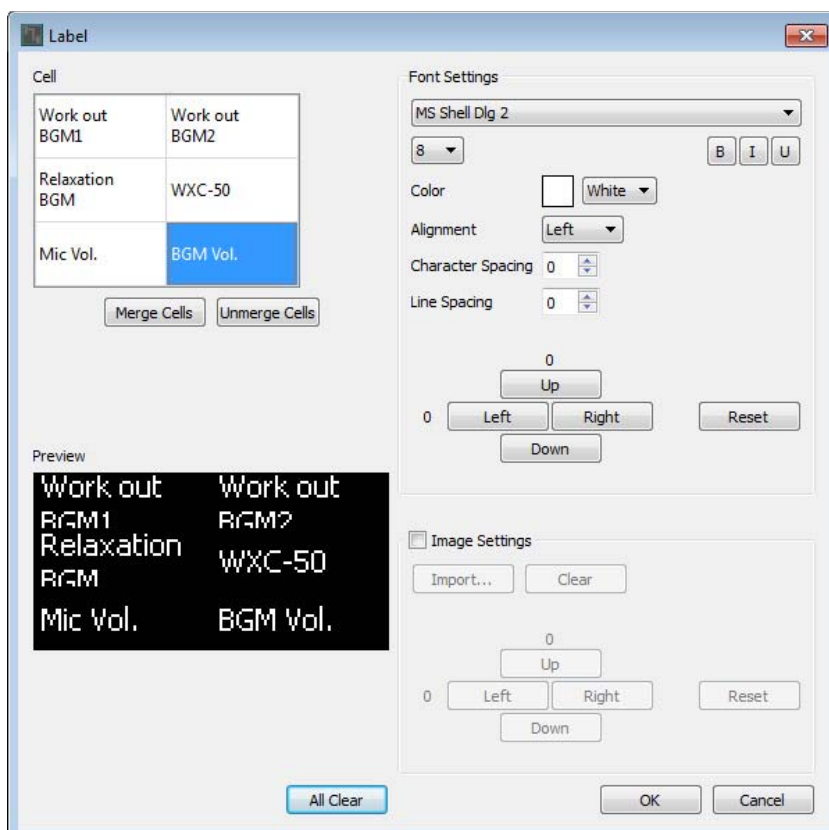 Label
Cell
Work out
BGM1
Work out
BGM2
Relaxation
BGM
WXC-50
Mic Vol.
BGM Vol.
Merge Cells
Unmerge Cells
Preview
Work out
BGM1
Work out
BGM2
Relaxation
BGM
WXC-50
Mic Vol.
BGM Vol.
All Clear
Font Settings
MS Shell Dlg 2
8
B I U
Color White
Alignment Left
Character Spacing 0
Line Spacing 0
0
Up
0 Left Right Reset
Down
Image Settings
Import... Clear
0
Up
0 Left Right Reset
Down
OK Cancel